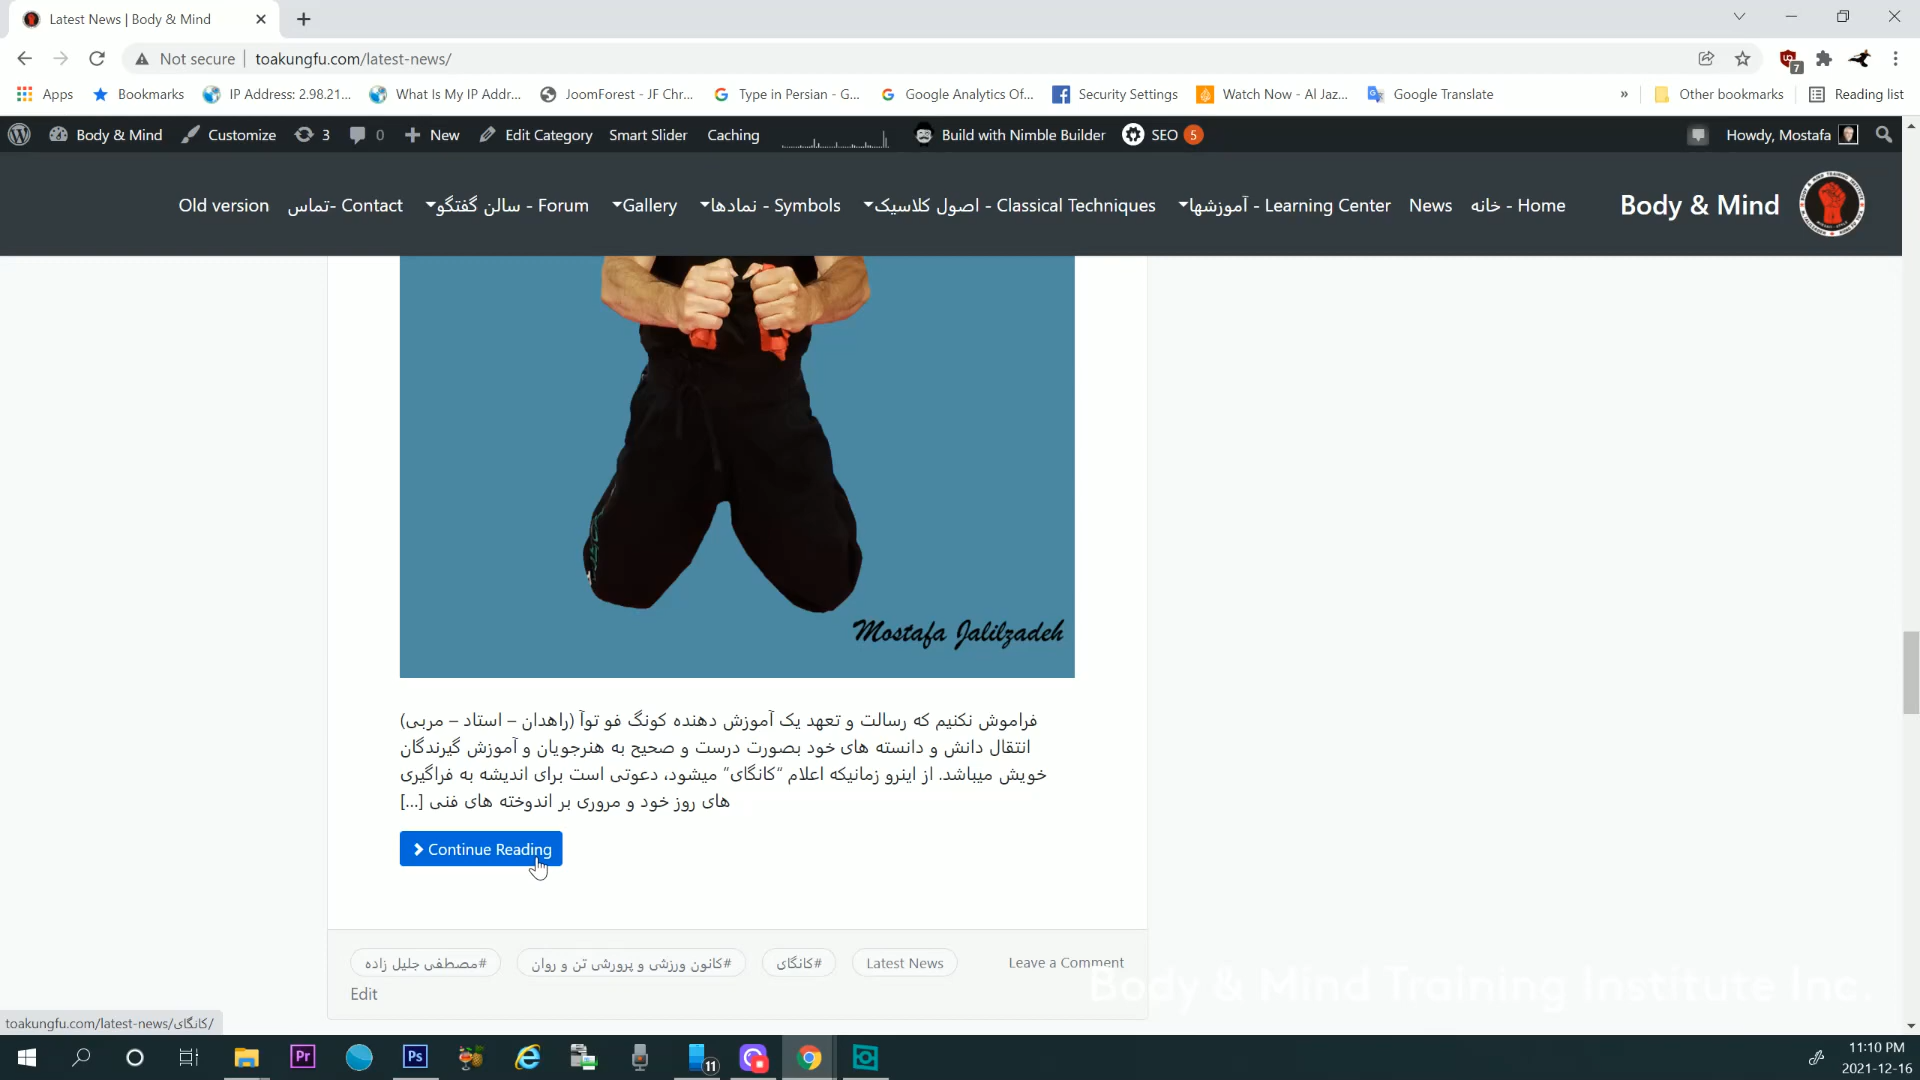 Latest News | Body & Mind
Not secure
toakungfu.com/latest-news/
7
Apps
Bookmarks
IP Address: 2.98.21...
What Is My IP Addr...
JoomForest - JF Chr...
Type in Persian - G...
Google Analytics Of...
Security Settings
Watch Now - Al Jaz...
Google Translate
»
Other bookmarks
Reading list
Body & Mind
Customize
3
0
New
Edit Category
Smart Slider
Caching
Build with Nimble Builder
SEO 5
Howdy, Mostafa
Old version
تماس- Contact
سالن گفتگو - Forum
Gallery
نمادها - Symbols
اصول کلاسیک - Classical Techniques
آموزشها - Learning Center
News
خانه - Home
Body & Mind
Mostafa Jalilzadeh
فراموش نکنیم که رسالت و تعهد یک آموزش دهنده کونگ فو توآ (راهدان – استاد – مربی)
انتقال دانش و دانسته های خود بصورت درست و صحیح به هنرجویان و آموزش گیرندگان
خویش میباشد. از اینرو زمانیکه اعلام “کانگای” میشود، دعوتی است برای اندیشه به فراگیری
های روز خود و مروری بر اندوخته های فنی [...]
Continue Reading
#مصطفی جلیل زاده
#کانون ورزش و پرورش تن و روان
#کانگای
Latest News
Leave a Comment
Edit
Body & Mind Training Institute Inc.
toakungfu.com/latest-news/کانگای/
Pr
Ps
11
11:10 PM
2021-12-16